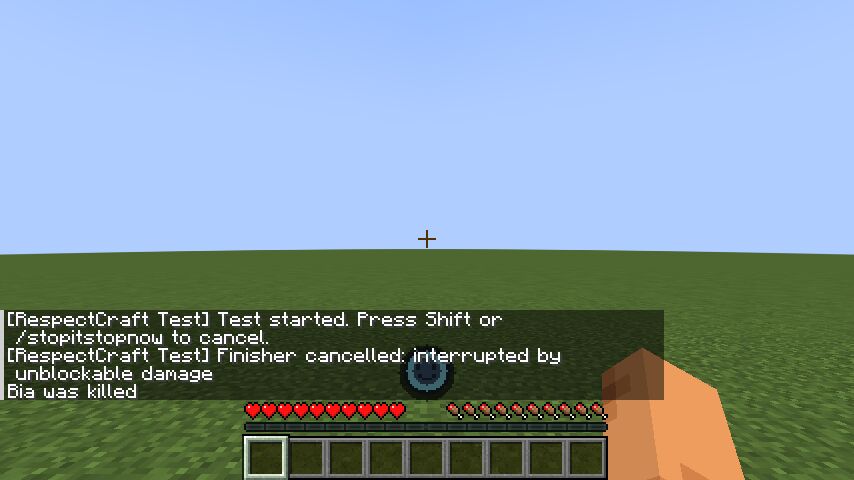 [RespectCraft Test] Test started. Press Shift or
/stopitstopnow to cancel.
[RespectCraft Test] Finisher cancelled: interrupted by
unblockable damage
Bia was killed